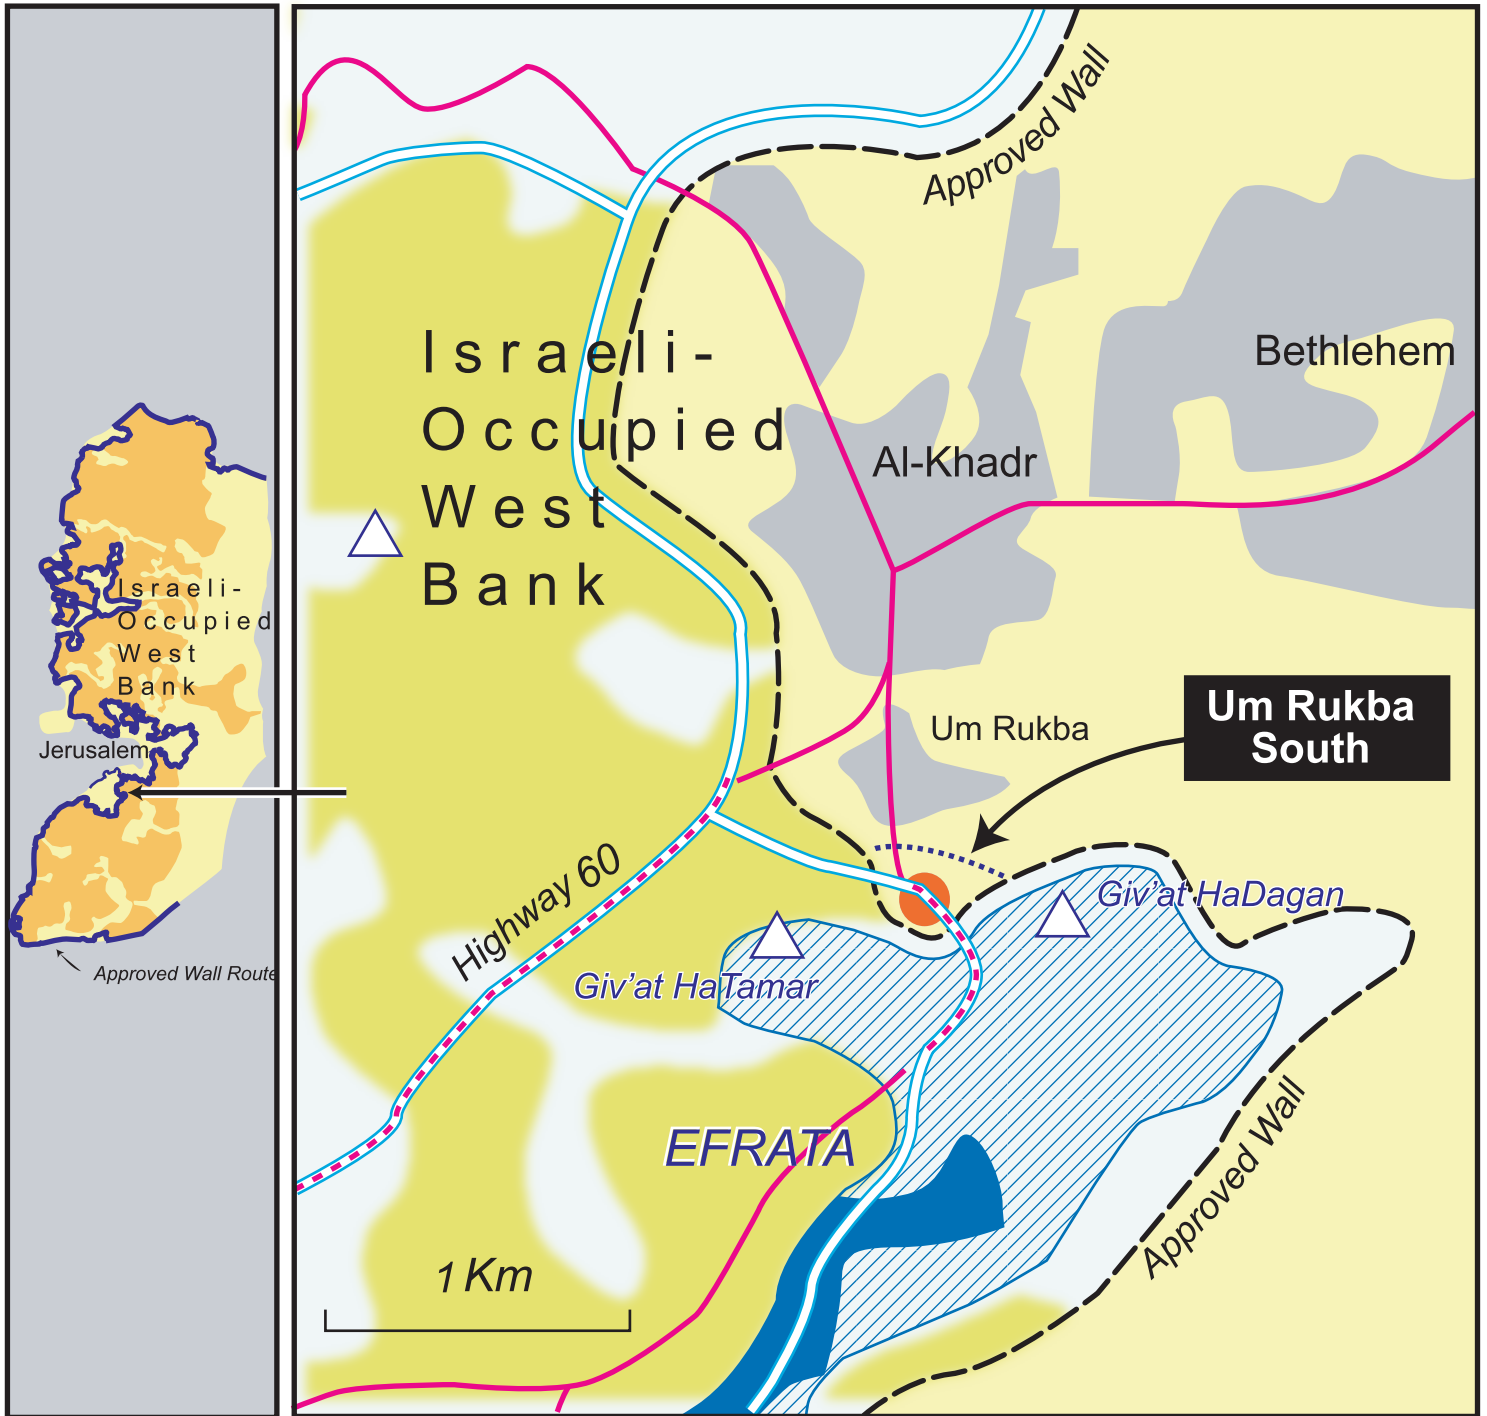 Israeli-
Occupied
West
Bank
Jerusalem
Approved Wall Route
Approved Wall
Israeli-
Occupied
West
Bank
Bethlehem
Al-Khadr
Um Rukba
Um Rukba
South
Highway 60
Giv'at HaDagan
Giv'at HaTamar
EFRATA
Approved Wall
1 Km